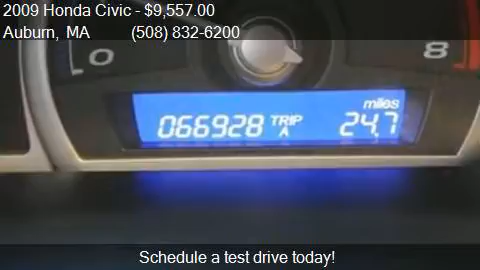 2009 Honda Civic - $9,557.00
Auburn, MA (508) 832-6200
0 8
miles
066928 TRIP A 24.7
Schedule a test drive today!